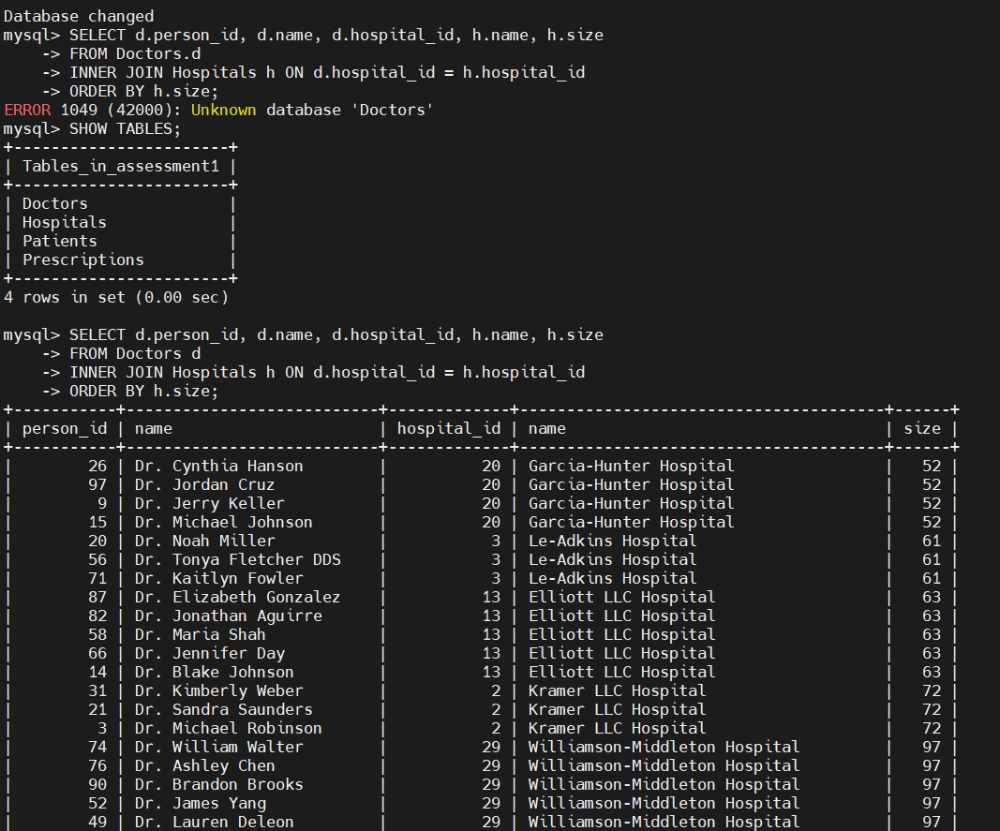 Database changed
mysql> SELECT d.person_id, d.name, d.hospital_id, h.name, h.size
    -> FROM Doctors.d
    -> INNER JOIN Hospitals h ON d.hospital_id = h.hospital_id
    -> ORDER BY h.size;
ERROR 1049 (42000): Unknown database 'Doctors'
mysql> SHOW TABLES;
+-----------------------+
| Tables_in_assessment1 |
+-----------------------+
| Doctors               |
| Hospitals             |
| Patients              |
| Prescriptions         |
+-----------------------+
4 rows in set (0.00 sec)

mysql> SELECT d.person_id, d.name, d.hospital_id, h.name, h.size
    -> FROM Doctors d
    -> INNER JOIN Hospitals h ON d.hospital_id = h.hospital_id
    -> ORDER BY h.size;
+-----------+---------------------------+-------------+---------------------------------------+------+
| person_id | name                      | hospital_id | name                                  | size |
+-----------+---------------------------+-------------+---------------------------------------+------+
|        26 | Dr. Cynthia Hanson        |          20 | Garcia-Hunter Hospital                |   52 |
|        97 | Dr. Jordan Cruz           |          20 | Garcia-Hunter Hospital                |   52 |
|         9 | Dr. Jerry Keller          |          20 | Garcia-Hunter Hospital                |   52 |
|        15 | Dr. Michael Johnson       |          20 | Garcia-Hunter Hospital                |   52 |
|        20 | Dr. Noah Miller           |           3 | Le-Adkins Hospital                    |   61 |
|        56 | Dr. Tonya Fletcher DDS    |           3 | Le-Adkins Hospital                    |   61 |
|        71 | Dr. Kaitlyn Fowler        |           3 | Le-Adkins Hospital                    |   61 |
|        87 | Dr. Elizabeth Gonzalez    |          13 | Elliott LLC Hospital                  |   63 |
|        82 | Dr. Jonathan Aguirre      |          13 | Elliott LLC Hospital                  |   63 |
|        58 | Dr. Maria Shah            |          13 | Elliott LLC Hospital                  |   63 |
|        66 | Dr. Jennifer Day          |          13 | Elliott LLC Hospital                  |   63 |
|        14 | Dr. Blake Johnson         |          13 | Elliott LLC Hospital                  |   63 |
|        31 | Dr. Kimberly Weber        |           2 | Kramer LLC Hospital                   |   72 |
|        21 | Dr. Sandra Saunders       |           2 | Kramer LLC Hospital                   |   72 |
|         3 | Dr. Michael Robinson      |           2 | Kramer LLC Hospital                   |   72 |
|        74 | Dr. William Walter        |          29 | Williamson-Middleton Hospital         |   97 |
|        76 | Dr. Ashley Chen           |          29 | Williamson-Middleton Hospital         |   97 |
|        90 | Dr. Brandon Brooks        |          29 | Williamson-Middleton Hospital         |   97 |
|        52 | Dr. James Yang            |          29 | Williamson-Middleton Hospital         |   97 |
|        49 | Dr. Lauren Deleon         |          29 | Williamson-Middleton Hospital         |   97 |